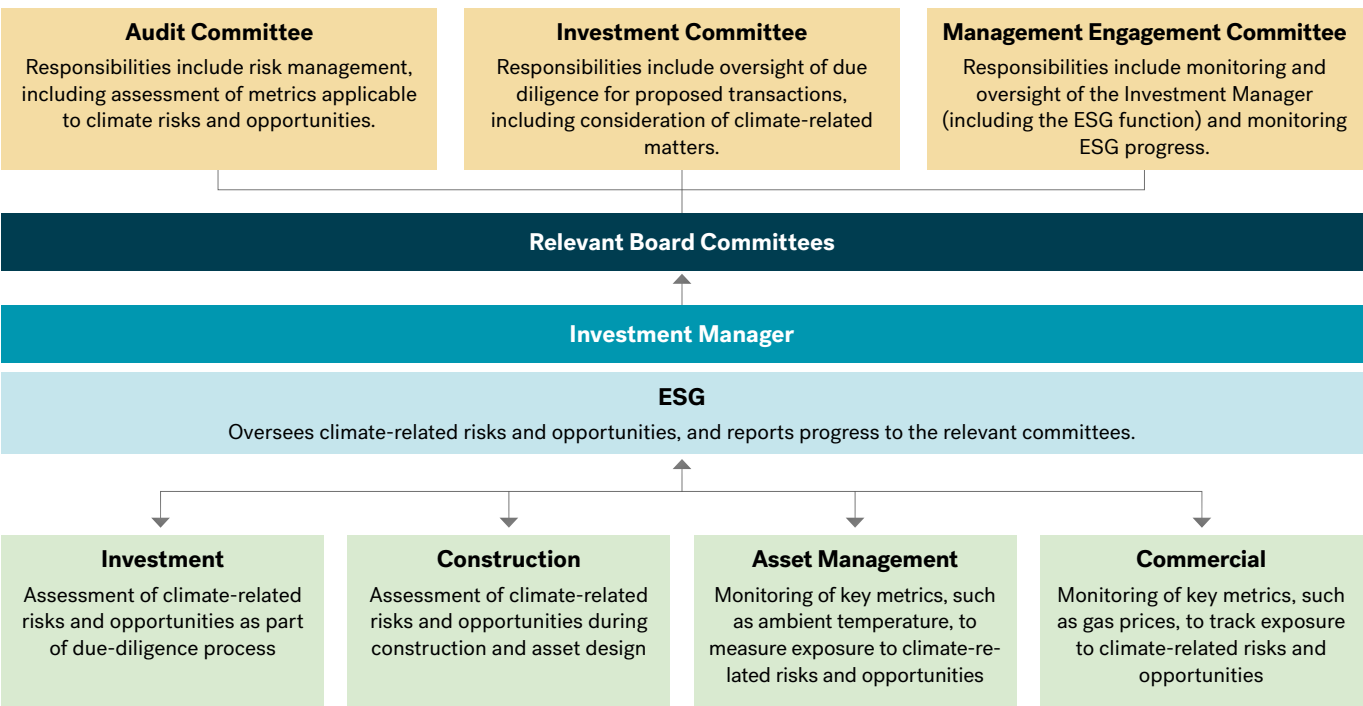 Audit Committee
Responsibilities include risk management,
including assessment of metrics applicable
to climate risks and opportunities.
Investment Committee
Responsibilities include oversight of due
diligence for proposed transactions,
including consideration of climate-related
matters.
Management Engagement Committee
Responsibilities include monitoring and
oversight of the Investment Manager
(including the ESG function) and monitoring
ESG progress.
Relevant Board Committees
Investment Manager
ESG
Oversees climate-related risks and opportunities, and reports progress to the relevant committees.
Investment
Assessment of climate-related
risks and opportunities as part
of due-diligence process
Construction
Assessment of climate-related
risks and opportunities during
construction and asset design
Asset Management
Monitoring of key metrics, such
as ambient temperature, to
measure exposure to climate-re-
lated risks and opportunities
Commercial
Monitoring of key metrics, such
as gas prices, to track exposure
to climate-related risks and
opportunities